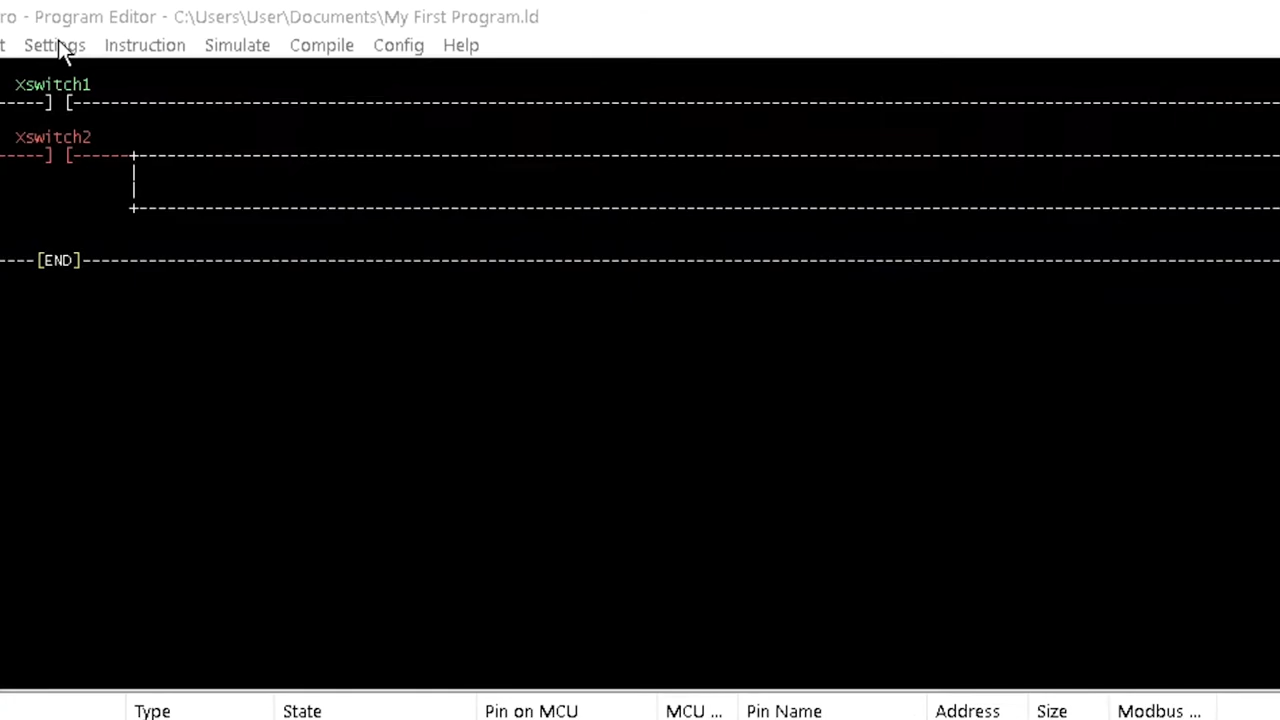 ro - Program Editor - C:\Users\User\Documents\My First Program.ld
t Settings Instruction Simulate Compile Config Help
Xswitch1
-----] [-----
Xswitch2
-----] [-----
----[END]----
Type State Pin on MCU MCU ... Pin Name Address Size Modbus ...